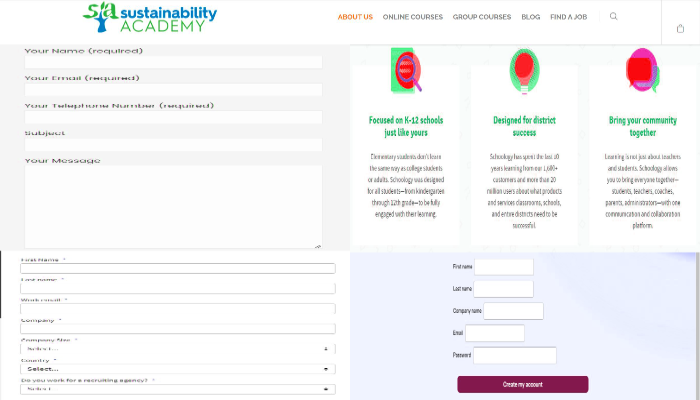 sustainability
ACADEMY
ABOUT US
ONLINE COURSES
GROUP COURSES
BLOG
FIND A JOB
Your Name (required)
Your Email (required)
Your Telephone Number (required)
Subject
Your Message
Focused on K-12 schools
just like yours
Elementary students don't learn
the same way as college students
or adults. Schoology was designed
for all students—from kindergarten
through 12th grade—to be fully
engaged with their learning.
Designed for district
success
Schoology has spent the last 10
years learning from our 1,600+
customers and more than 20
million users about what products
and services classrooms, schools,
and entire districts need to be
successful.
Bring your community
together
Learning is not just about teachers
and students. Schoology allows
you to bring everyone together—
students, teachers, coaches,
parents, administrators—with one
communication and collaboration
platform.
First Name *
Last name *
Work email *
Company *
Company Size *
Select...
Country *
Select...
Do you work for a recruiting agency? *
Select
First name
Last name
Company name
Email
Password
Create my account